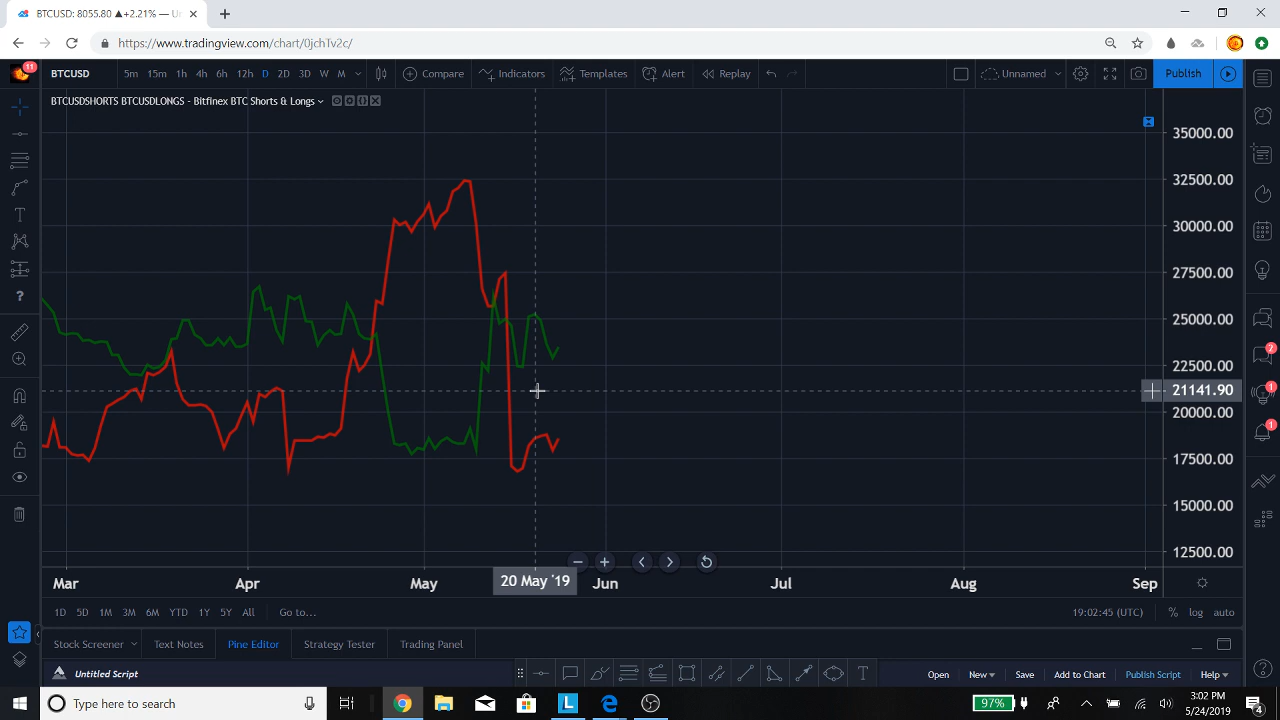 BTCUSD: 8055.80 ▲+2.21% — U
https://www.tradingview.com/chart/0jchTv2c/
11 BTCUSD 5m 15m 1h 4h 6h 12h D 2D 3D W M Compare Indicators Templates Alert Replay Unnamed Publish
BTCUSDSHORTS BTCUSDLONGS - Bitfinex BTC Shorts & Longs
35000.00
32500.00
30000.00
27500.00
25000.00
22500.00
21141.90
20000.00
17500.00
15000.00
12500.00
2
1
1
Mar Apr May 20 May '19 Jun Jul Aug Sep
1D 5D 1M 3M 6M YTD 1Y 5Y All Go to... 19:02:45 (UTC) % log auto
Stock Screener Text Notes Pine Editor Strategy Tester Trading Panel
Untitled Script Open New Save Add to Chart Publish Script Help
Type here to search 97% 3:02 PM
5/24/2019 4